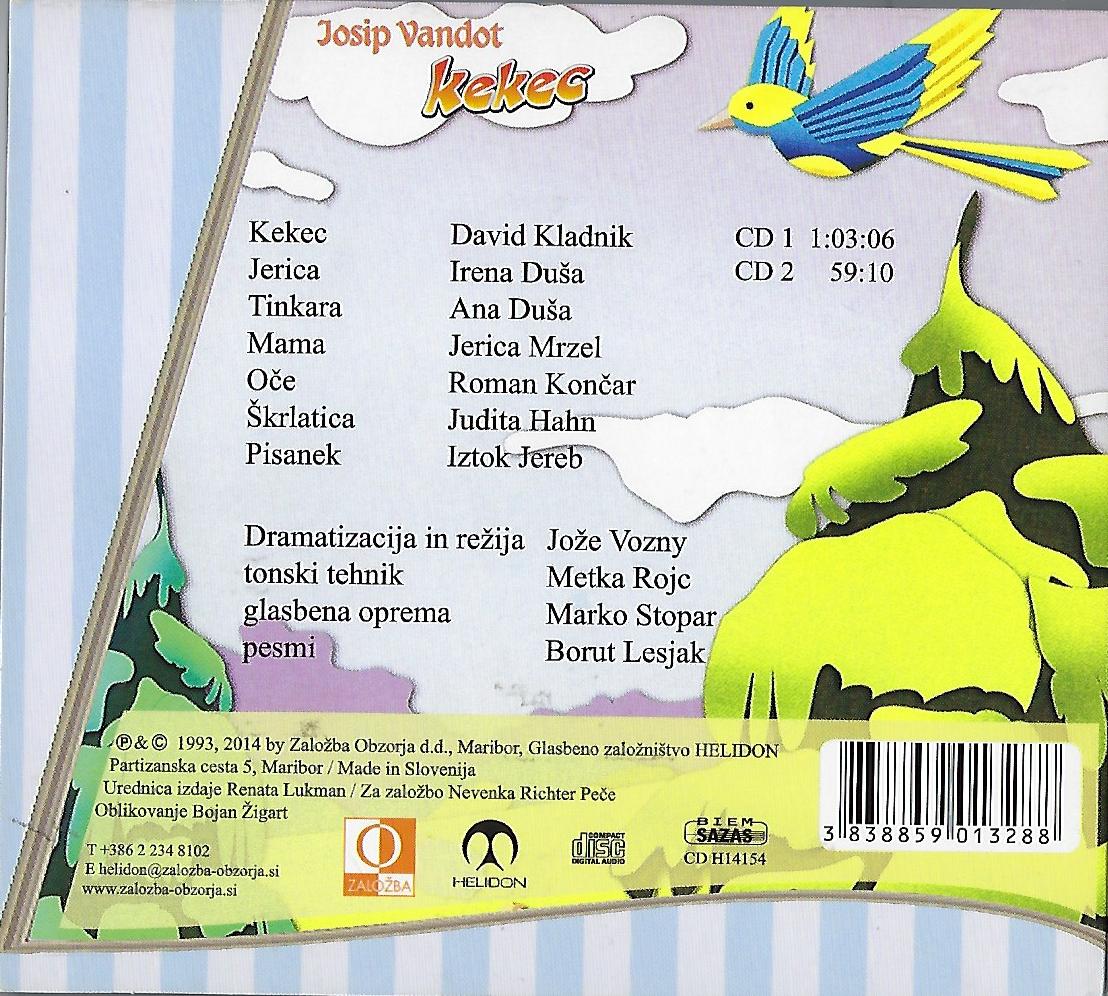 Josip Vandot
kekec
Kekec David Kladnik CD 1 1:03:06
Jerica Irena Duša CD 2 59:10
Tinkara Ana Duša
Mama Jerica Mrzel
Oče Roman Končar
Škrlatica Judita Hahn
Pisanek Iztok Jereb
Dramatizacija in režija Jože Vozny
tonski tehnik Metka Rojc
glasbena oprema Marko Stopar
pesmi Borut Lesjak
℗&© 1993, 2014 by Založba Obzorja d.d., Maribor, Glasbeno založništvo HELIDON
Partizanska cesta 5, Maribor / Made in Slovenija
Urednica izdaje Renata Lukman / Za založbo Nevenka Richter Peče
Oblikovanje Bojan Žigart
T +386 2 234 8102
E helidon@zalozba-obzorja.si
www.zalozba-obzorja.si
ZALOŽBA
HELIDON
COMPACT
disc
DIGITAL AUDIO
BIEM
SAZAS
CD H14154
3 838859 013288